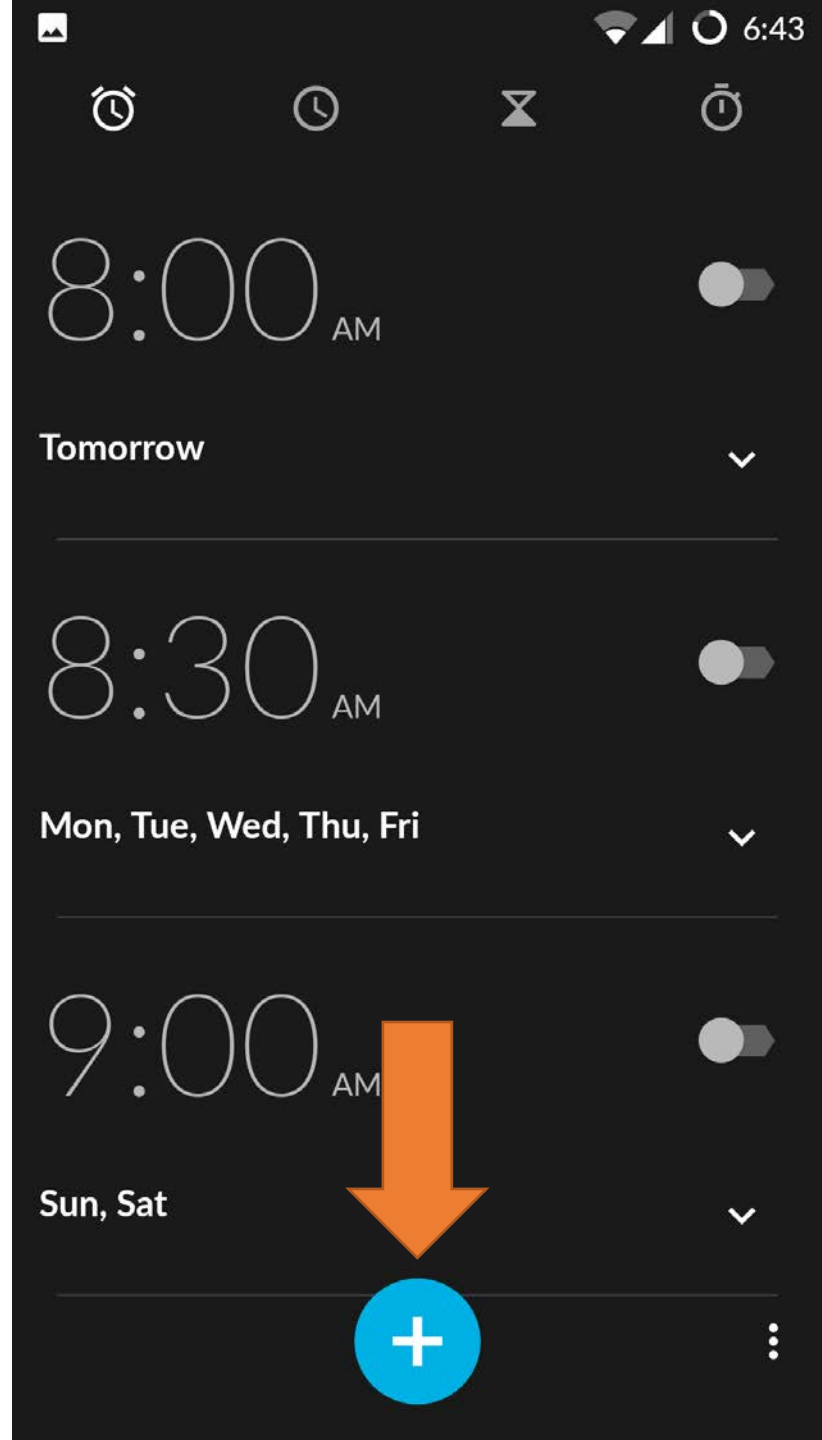 6:43
8:00 AM
Tomorrow
8:30 AM
Mon, Tue, Wed, Thu, Fri
9:00 AM
Sun, Sat